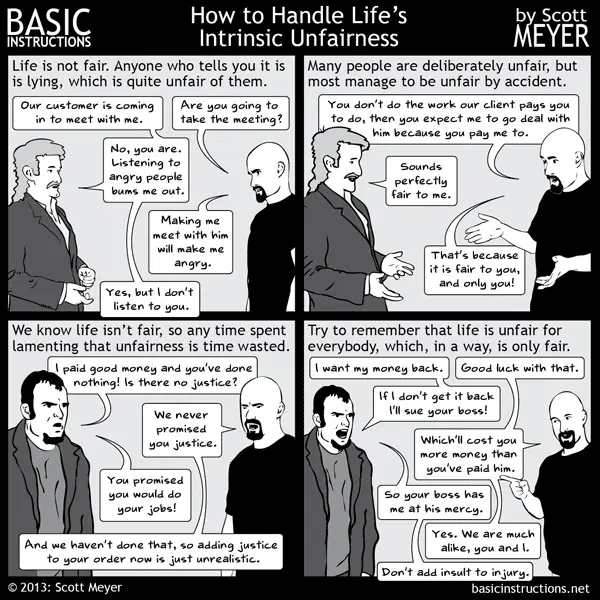 BASIC
INSTRUCTIONS
How to Handle Life's
Intrinsic Unfairness
by Scott
MEYER
Life is not fair. Anyone who tells you it is
is lying, which is quite unfair of them.
Our customer is coming
in to meet with me.
Are you going to
take the meeting?
No, you are.
Listening to
angry people
bums me out.
Making me
meet with him
will make me
angry.
Yes, but I don't
listen to you.
Many people are deliberately unfair, but
most manage to be unfair by accident.
You don't do the work our client pays you
to do, then you expect me to go deal with
him because you pay me to.
Sounds
perfectly
fair to me.
That's because
it is fair to you,
and only you!
We know life isn't fair, so any time spent
lamenting that unfairness is time wasted.
I paid good money and you've done
nothing! Is there no justice?
We never
promised
you justice.
You promised
you would do
your jobs!
And we haven't done that, so adding justice
to your order now is just unrealistic.
Try to remember that life is unfair for
everybody, which, in a way, is only fair.
I want my money back.
Good luck with that.
If I don't get it back
I'll sue your boss!
Which'll cost you
more money than
you've paid him.
So your boss has
me at his mercy.
Yes. We are much
alike, you and I.
Don't add insult to injury.
© 2013: Scott Meyer
basicinstructions.net